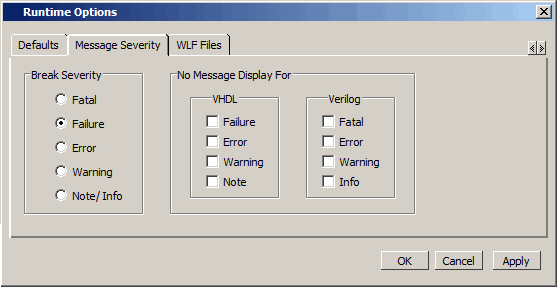 Runtime Options
Defaults Message Severity WLF Files
Break Severity
Fatal
Failure
Error
Warning
Note/ Info
No Message Display For
VHDL
Failure
Error
Warning
Note
Verilog
Fatal
Error
Warning
Info
OK Cancel Apply